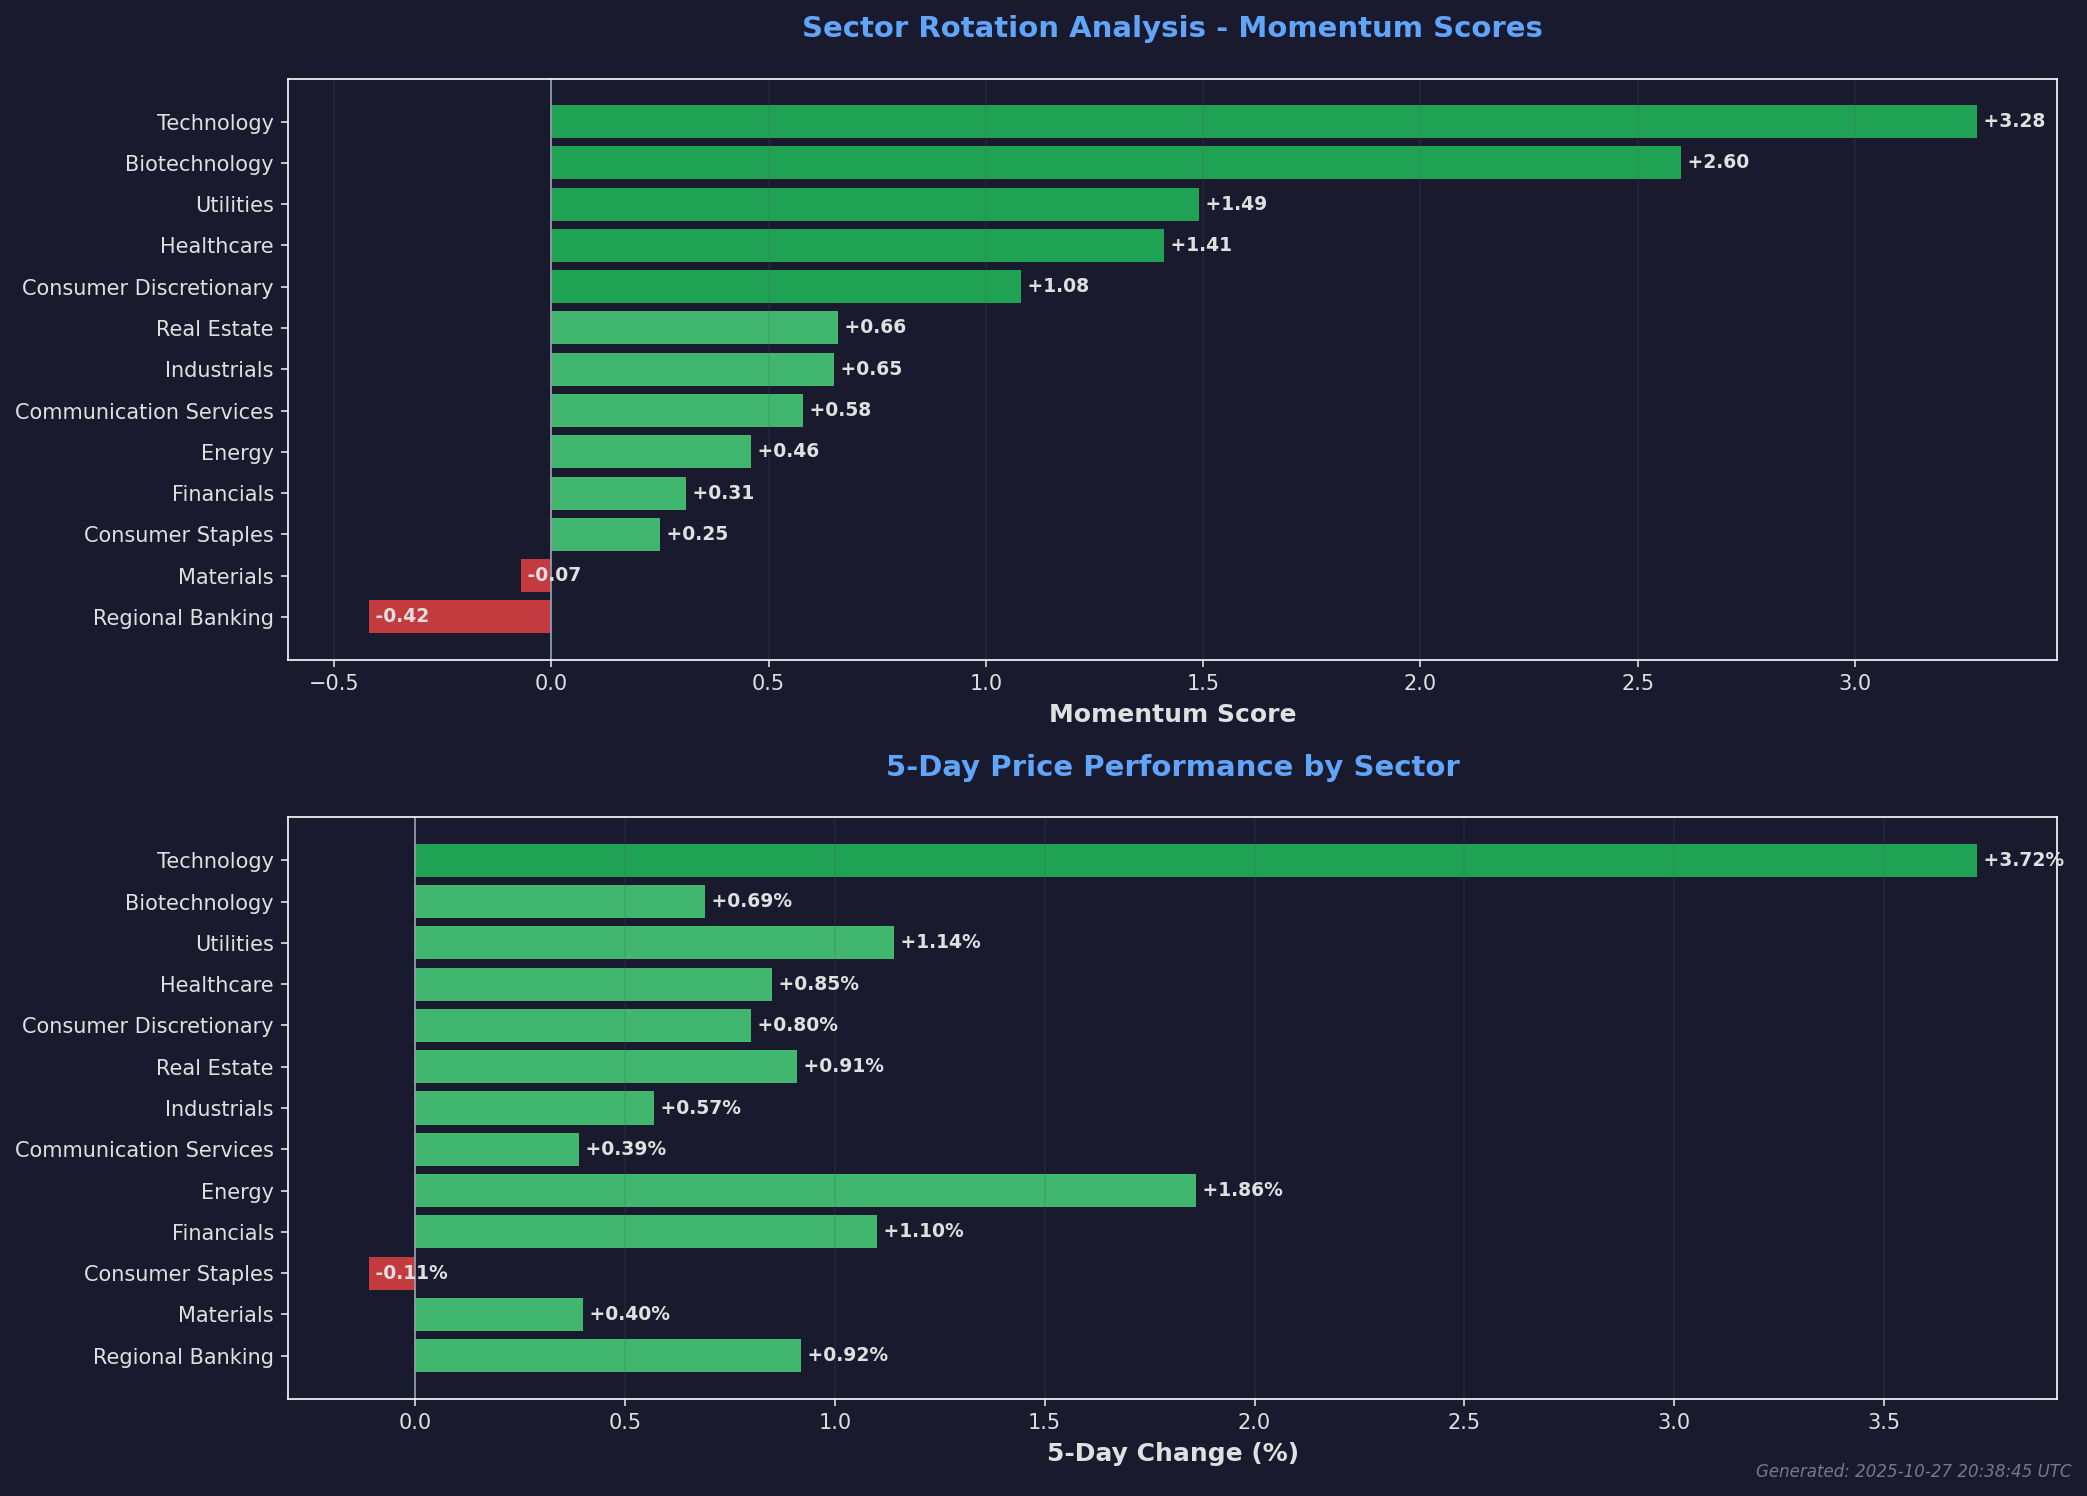 Sector Rotation Analysis - Momentum Scores
Technology +3.28
Biotechnology +2.60
Utilities +1.49
Healthcare +1.41
Consumer Discretionary +1.08
Real Estate +0.66
Industrials +0.65
Communication Services +0.58
Energy +0.46
Financials +0.31
Consumer Staples +0.25
Materials -0.07
Regional Banking -0.42
−0.5 0.0 0.5 1.0 1.5 2.0 2.5 3.0
Momentum Score
5-Day Price Performance by Sector
Technology +3.72%
Biotechnology +0.69%
Utilities +1.14%
Healthcare +0.85%
Consumer Discretionary +0.80%
Real Estate +0.91%
Industrials +0.57%
Communication Services +0.39%
Energy +1.86%
Financials +1.10%
Consumer Staples -0.11%
Materials +0.40%
Regional Banking +0.92%
0.0 0.5 1.0 1.5 2.0 2.5 3.0 3.5
5-Day Change (%)
Generated: 2025-10-27 20:38:45 UTC